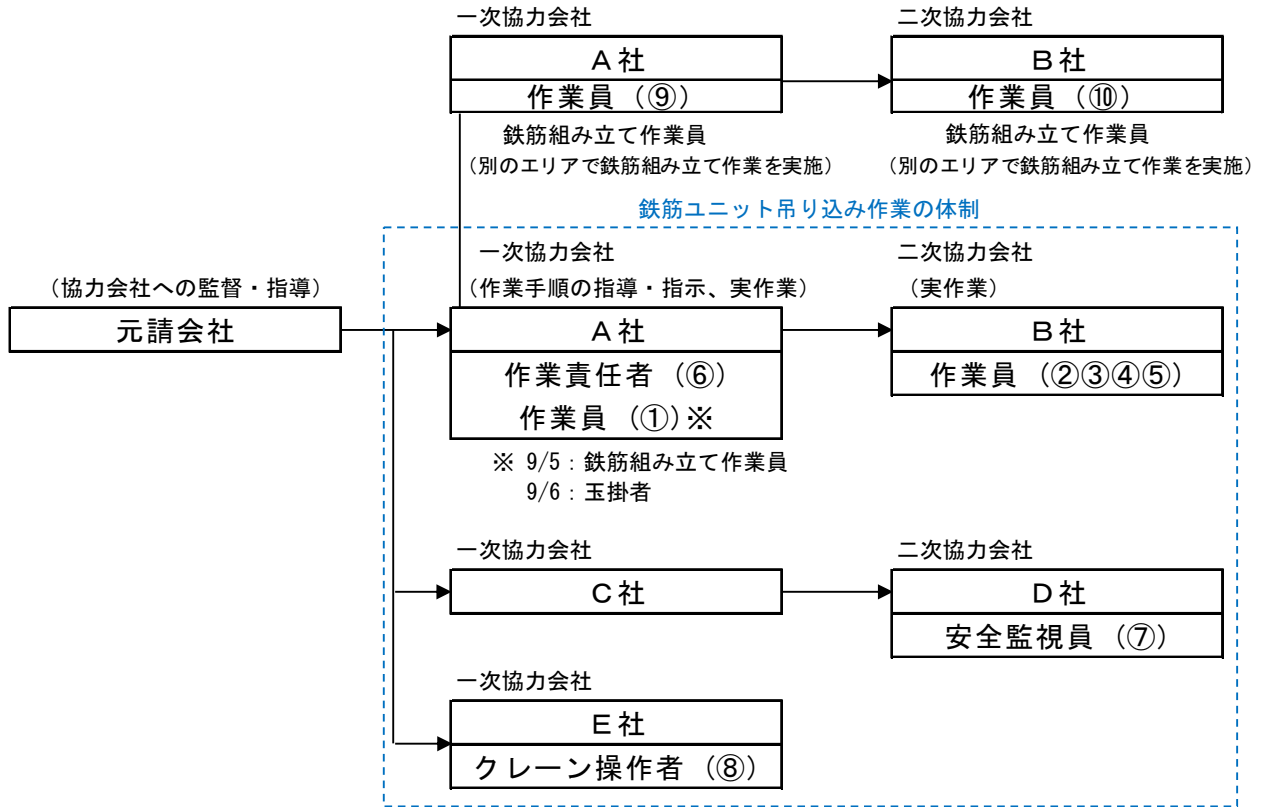 一次協力会社
二次協力会社
A社
B社
作業員（⑨）
作業員（⑩）
鉄筋組み立て作業員
鉄筋組み立て作業員
（別のエリアで鉄筋組み立て作業を実施）
（別のエリアで鉄筋組み立て作業を実施）
鉄筋ユニット吊り込み作業の体制
一次協力会社
二次協力会社
（協力会社への監督・指導）
（作業手順の指導・指示、実作業）
（実作業）
元請会社
A社
B社
作業責任者（⑥）
作業員（②③④⑤）
作業員（①）※
※ 9/5：鉄筋組み立て作業員
9/6：玉掛者
一次協力会社
二次協力会社
C社
D社
安全監視員（⑦）
一次協力会社
E社
クレーン操作者（⑧）